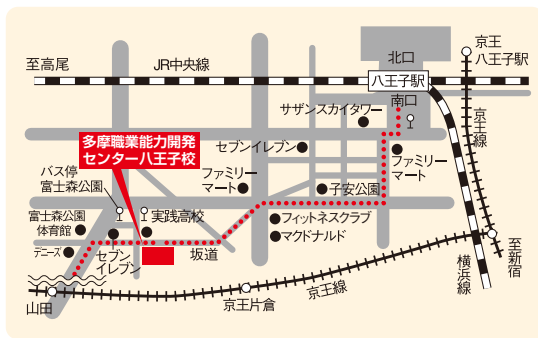 京王
八王子駅
北口
至高尾
JR中央線
八王子駅
南口
サザンスカイタワー
京王線
多摩職業能力開発
センター八王子校
セブンイレブン
ファミリー
マート
バス停
富士森公園
ファミリー
マート
子安公園
富士森公園
体育館
実践高校
フィットネスクラブ
マクドナルド
デニーズ
セブン
イレブン
坂道
至新宿
横浜線
山田
京王片倉
京王線